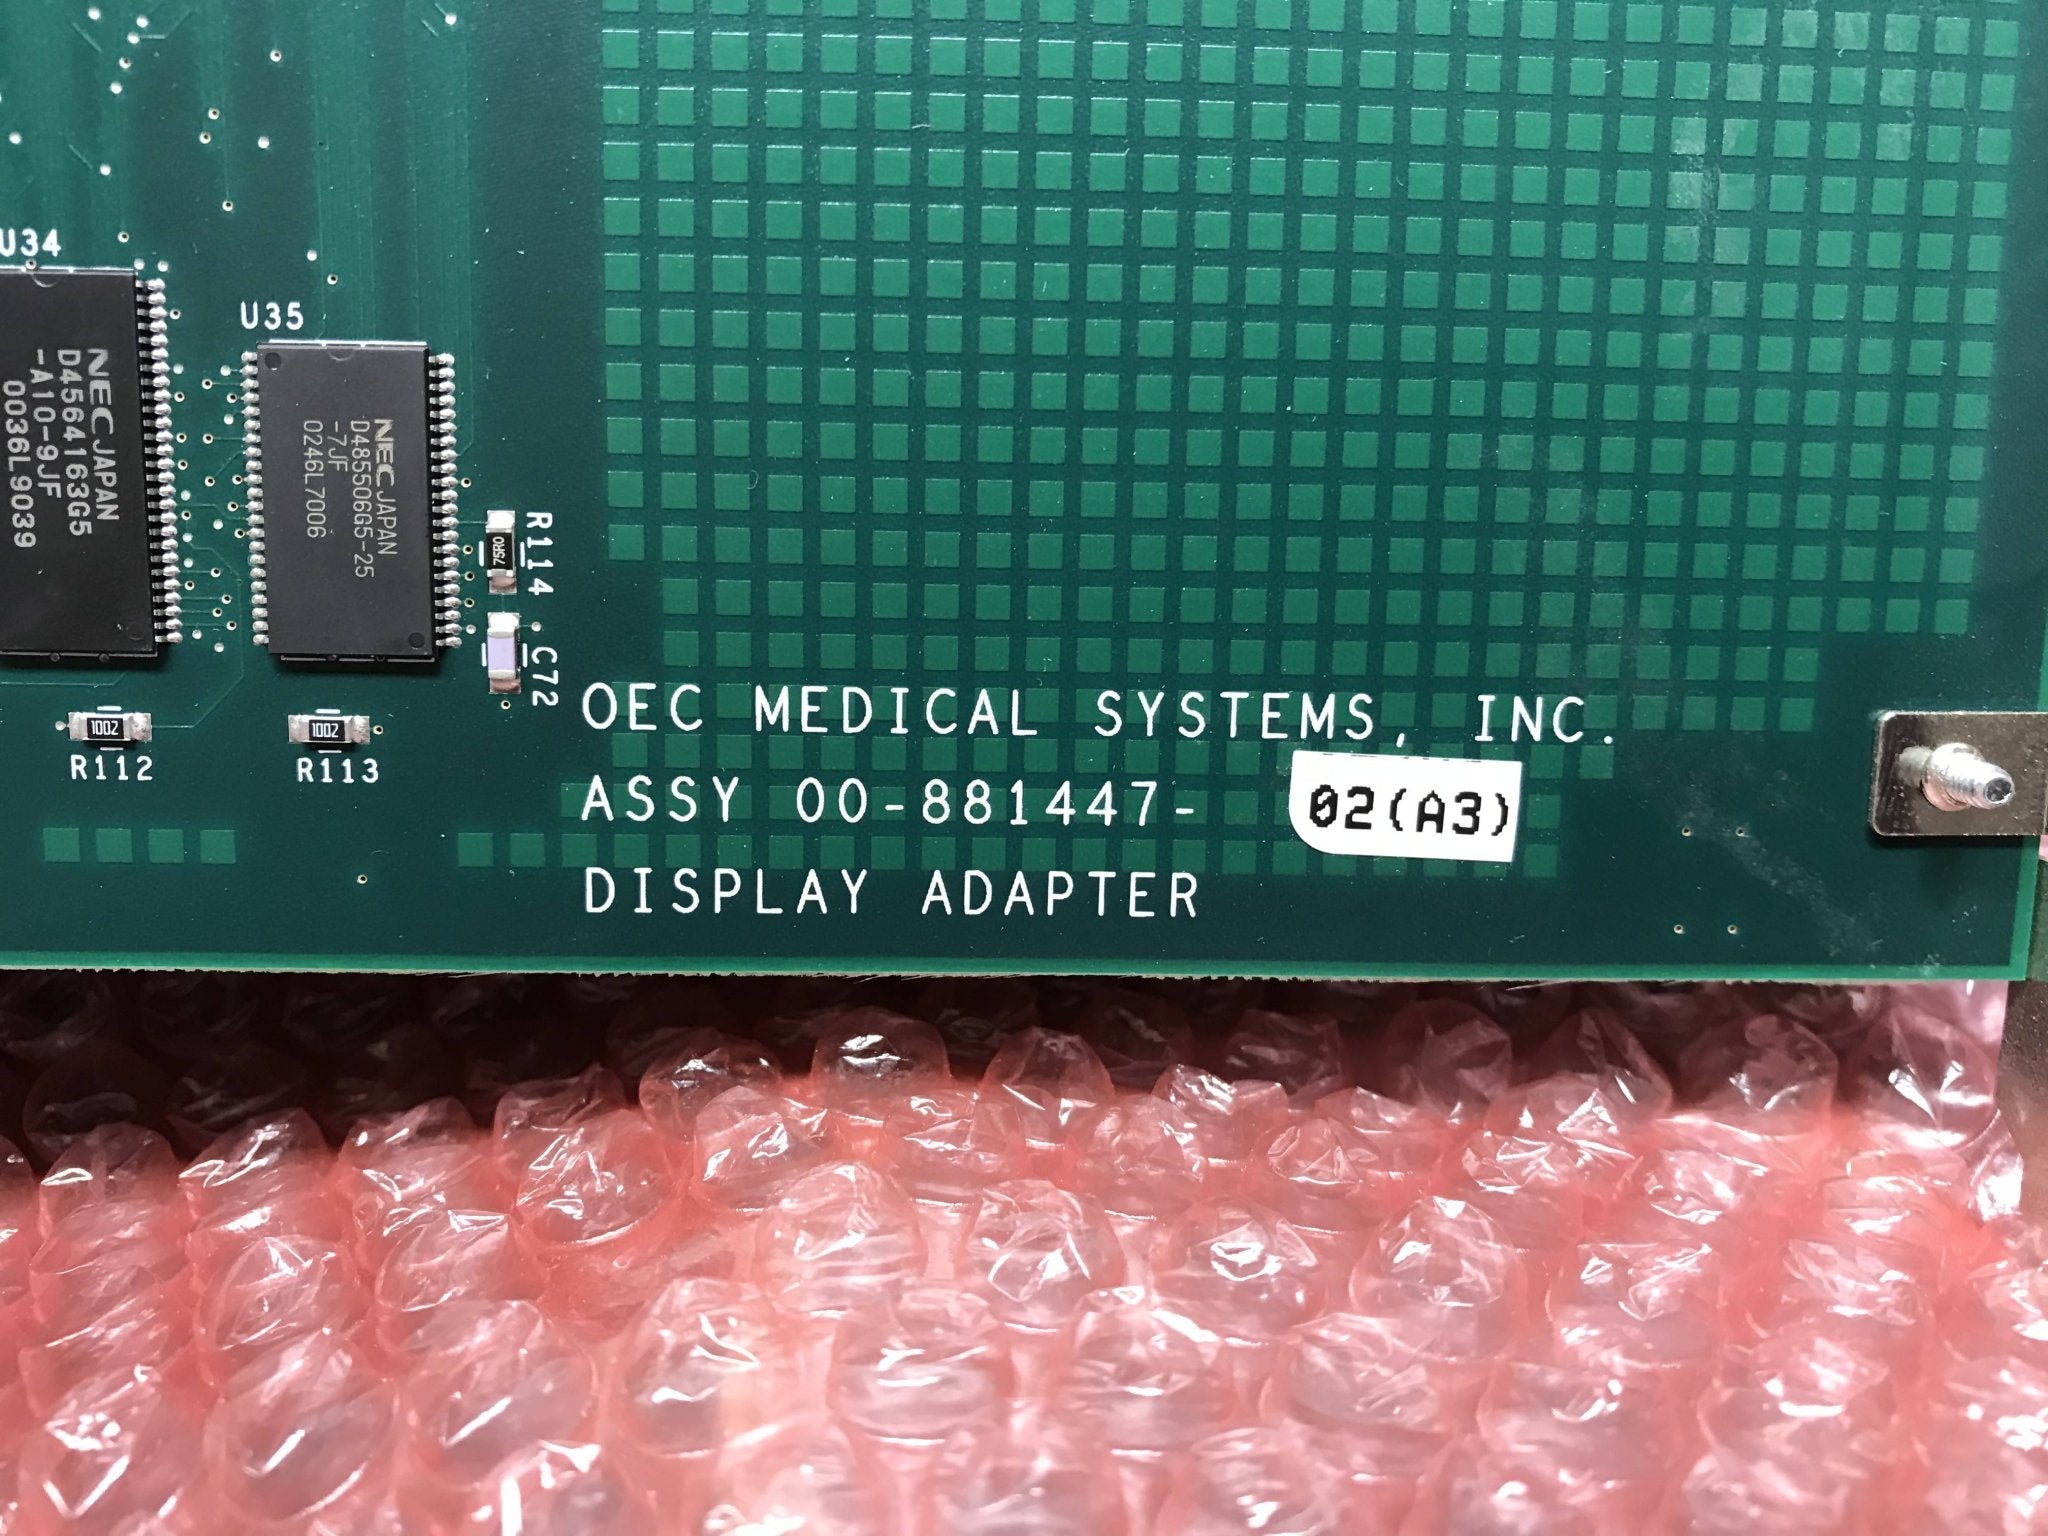 U34
NEC JAPAN
D4564163G5
-A10-9JF
0036L9039
U35
NEC JAPAN
D485506G5-25
-7JF
0246L7006
R114
75R0
C72
1002
R112
1002
R113
OEC MEDICAL SYSTEMS, INC.
ASSY 00-881447- 02(A3)
DISPLAY ADAPTER